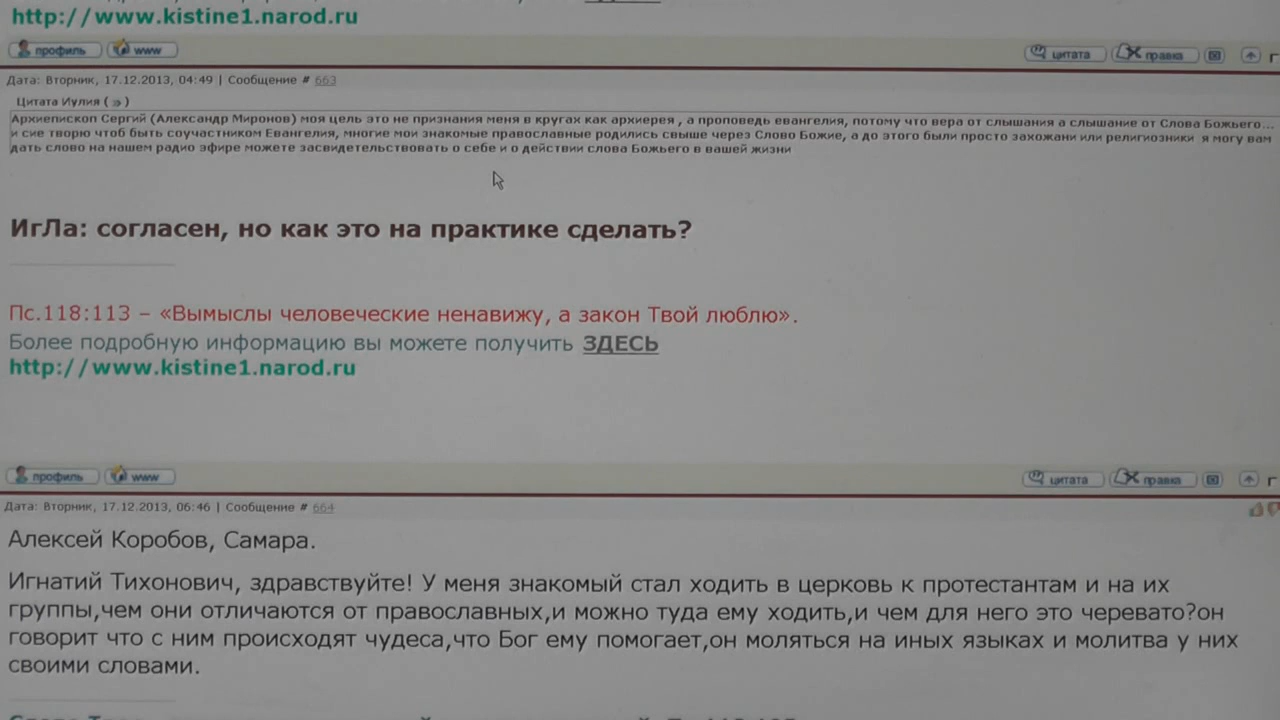 http://www.kistine1.narod.ru
профиль www цитата правка
Дата: Вторник, 17.12.2013, 04:49 | Сообщение # 663
Цитата Иулия ( )
Архиепископ Сергий (Александр Миронов) моя цель это не признания меня в кругах как архиерея , а проповедь евангелия, потому что вера от слышания а слышание от Слова Божьего...
и сие творю чтоб быть соучастником Евангелия, многие мои знакомые православные родились свыше через Слово Божие, а до этого были просто захожани или религиозники я могу вам
дать слово на нашем радио эфире можете засвидетельствовать о себе и о действии слова Божьего в вашей жизни
ИгЛа: согласен, но как это на практике сделать?
Пс.118:113 – «Вымыслы человеческие ненавижу, а закон Твой люблю».
Более подробную информацию вы можете получить ЗДЕСЬ
http://www.kistine1.narod.ru
профиль www цитата правка
Дата: Вторник, 17.12.2013, 06:46 | Сообщение # 664
Алексей Коробов, Самара.
Игнатий Тихонович, здравствуйте! У меня знакомый стал ходить в церковь к протестантам и на их
группы,чем они отличаются от православных,и можно туда ему ходить,и чем для него это черевато?он
говорит что с ним происходят чудеса,что Бог ему помогает,он моляться на иных языках и молитва у них
своими словами.